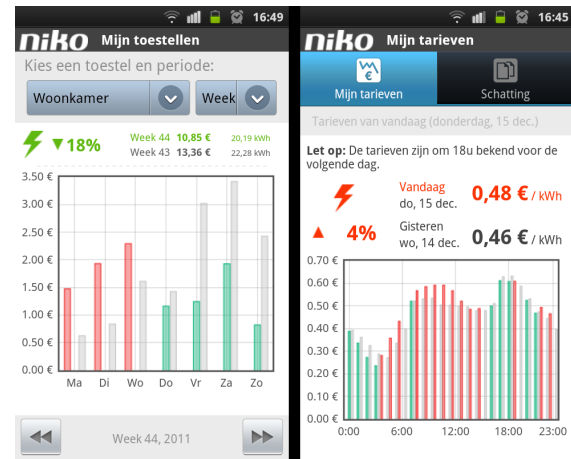 16:49
niko Mijn toestellen
Kies een toestel en periode:
Woonkamer Week
▼18% Week 44 10,85 € 20,19 kWh
Week 43 13,36 € 22,28 kWh
3.50 €
3.00 €
2.50 €
2.00 €
1.50 €
1.00 €
0.50 €
0.00 €
Ma Di Wo Do Vr Za Zo
Week 44, 2011
16:45
niko Mijn tarieven
€
Mijn tarieven Schatting
Tarieven van vandaag (donderdag, 15 dec.)
Let op: De tarieven zijn om 18u bekend voor de
volgende dag.
Vandaag
do, 15 dec. 0,48 € / kWh
▲ 4% Gisteren
wo, 14 dec. 0,46 € / kWh
0.70 €
0.60 €
0.50 €
0.40 €
0.30 €
0.20 €
0.10 €
0.00 €
0:00 6:00 12:00 18:00 23:00